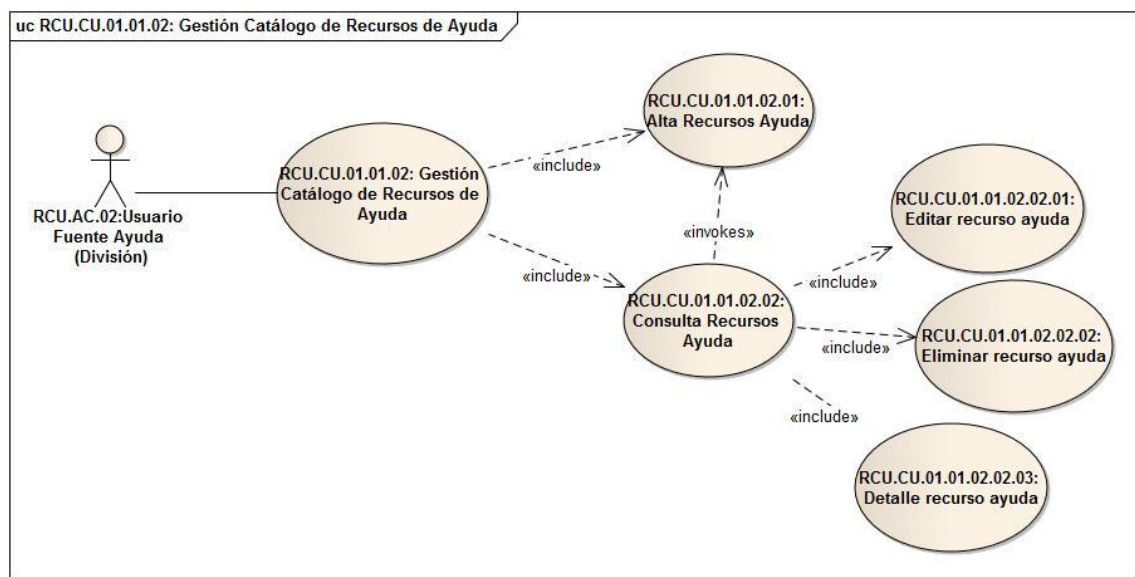 uc RCU.CU.01.01.02: Gestión Catálogo de Recursos de Ayuda
RCU.AC.02:Usuario
Fuente Ayuda
(División)
RCU.CU.01.01.02: Gestión
Catálogo de Recursos de
Ayuda
«include»
«include»
RCU.CU.01.01.02.01:
Alta Recursos Ayuda
«invokes»
RCU.CU.01.01.02.02:
Consulta Recursos
Ayuda
«include»
«include»
«include»
RCU.CU.01.01.02.02.01:
Editar recurso ayuda
RCU.CU.01.01.02.02.02:
Eliminar recurso ayuda
RCU.CU.01.01.02.02.03:
Detalle recurso ayuda